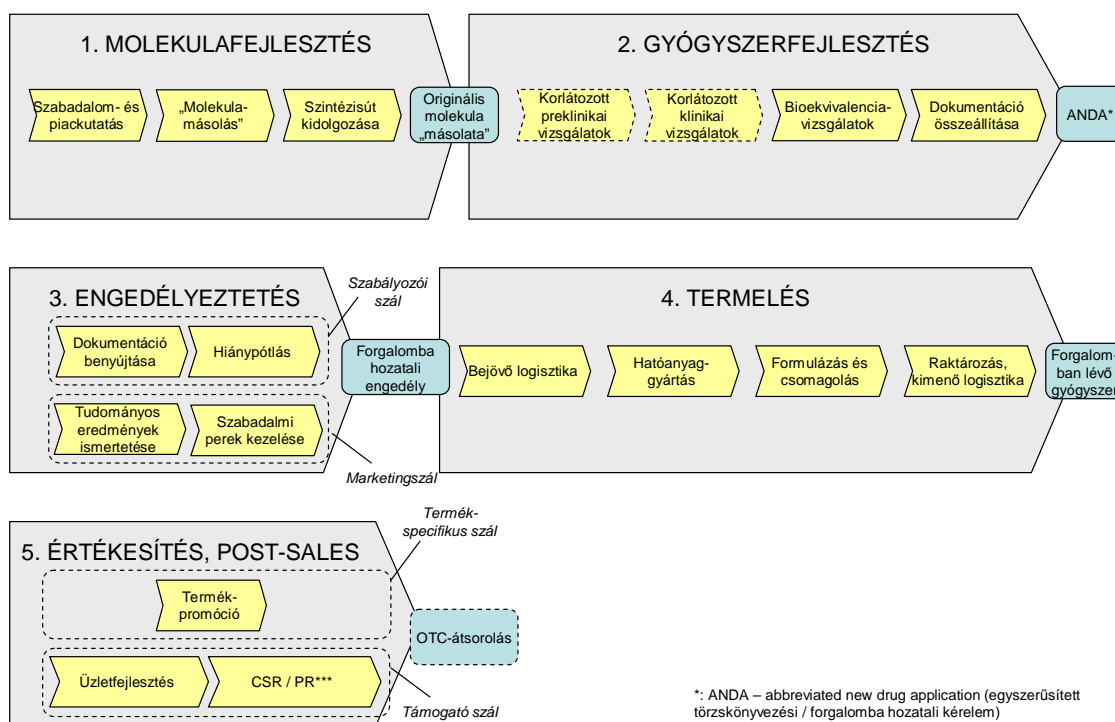 1. MOLEKULAFEJLESZTÉS
Szabadalom- és
piackutatás
„Molekula-
másolás”
Szintézisút
kidolgozása
Originális
molekula
„másolata”
2. GYÓGYSZERFEJLESZTÉS
Korlátozott
preklinikai
vizsgálatok
Korlátozott
klinikai
vizsgálatok
Bioekvivalencia-
vizsgálatok
Dokumentáció
összeállítása
ANDA*
3. ENGEDÉLYEZTETÉS
Szabályozói
szál
Dokumentáció
benyújtása
Hiánypótlás
Tudományos
eredmények
ismertetése
Szabadalmi
perek kezelése
Marketingszál
Forgalomba
hozatali
engedély
4. TERMELÉS
Bejövő logisztika
Hatóanyag-
gyártás
Formulázás és
csomagolás
Raktározás,
kimenő logisztika
Forgalom-
ban lévő
gyógyszer
5. ÉRTÉKESÍTÉS, POST-SALES
Termék-
specifikus szál
Termék-
promóció
Üzletfejlesztés
CSR / PR***
Támogató szál
OTC-átsorolás
*: ANDA – abbreviated new drug application (egyszerűsített
törzskönyvezési / forgalomba hozatali kérelem)